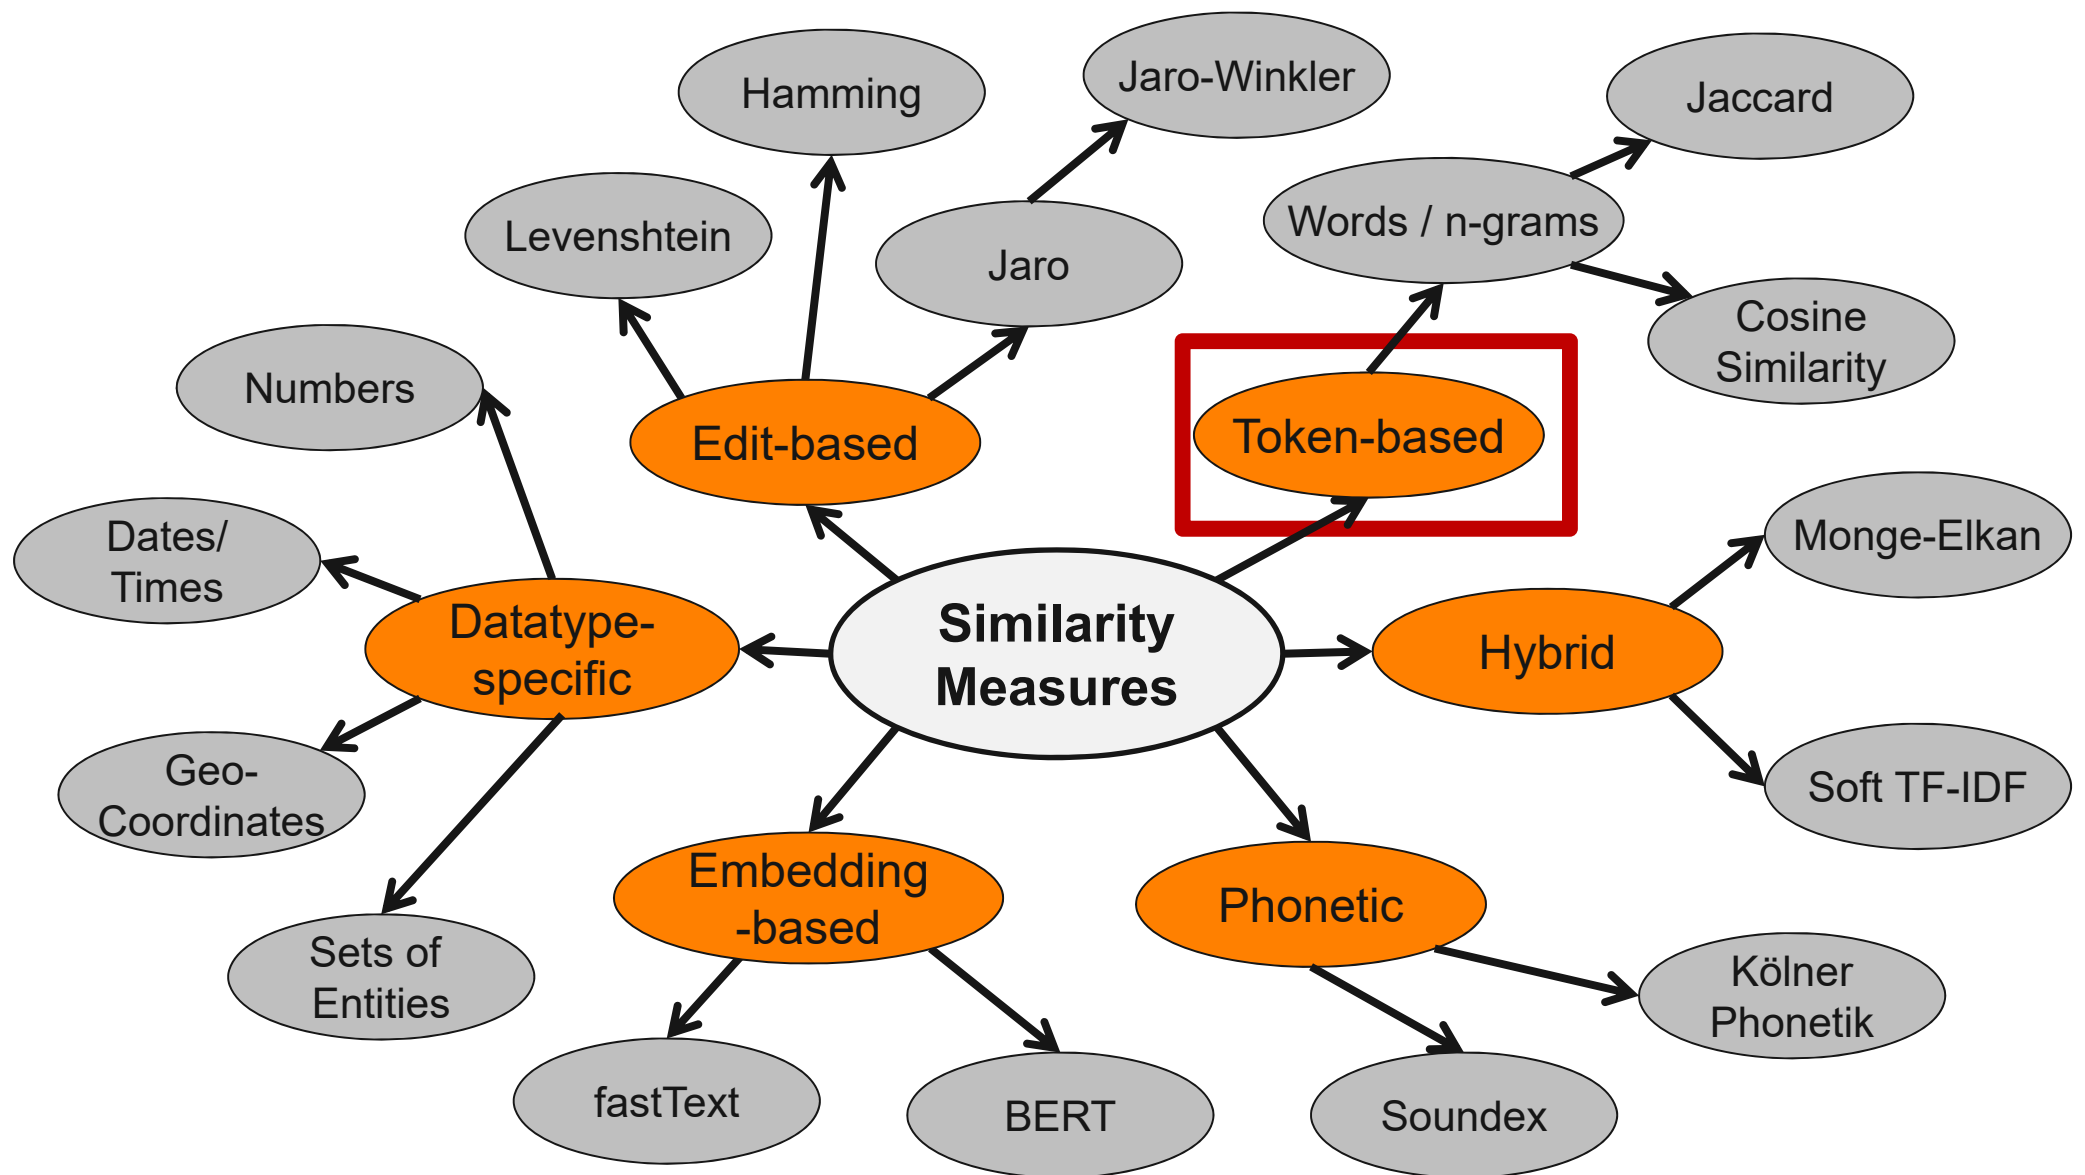 Hamming
Jaro-Winkler
Jaccard
Levenshtein
Jaro
Words / n-grams
Cosine
Similarity
Numbers
Edit-based
Token-based
Dates/
Times
Monge-Elkan
Datatype-
specific
Similarity
Measures
Hybrid
Geo-
Coordinates
Soft TF-IDF
Embedding
-based
Phonetic
Sets of
Entities
Kölner
Phonetik
fastText
BERT
Soundex